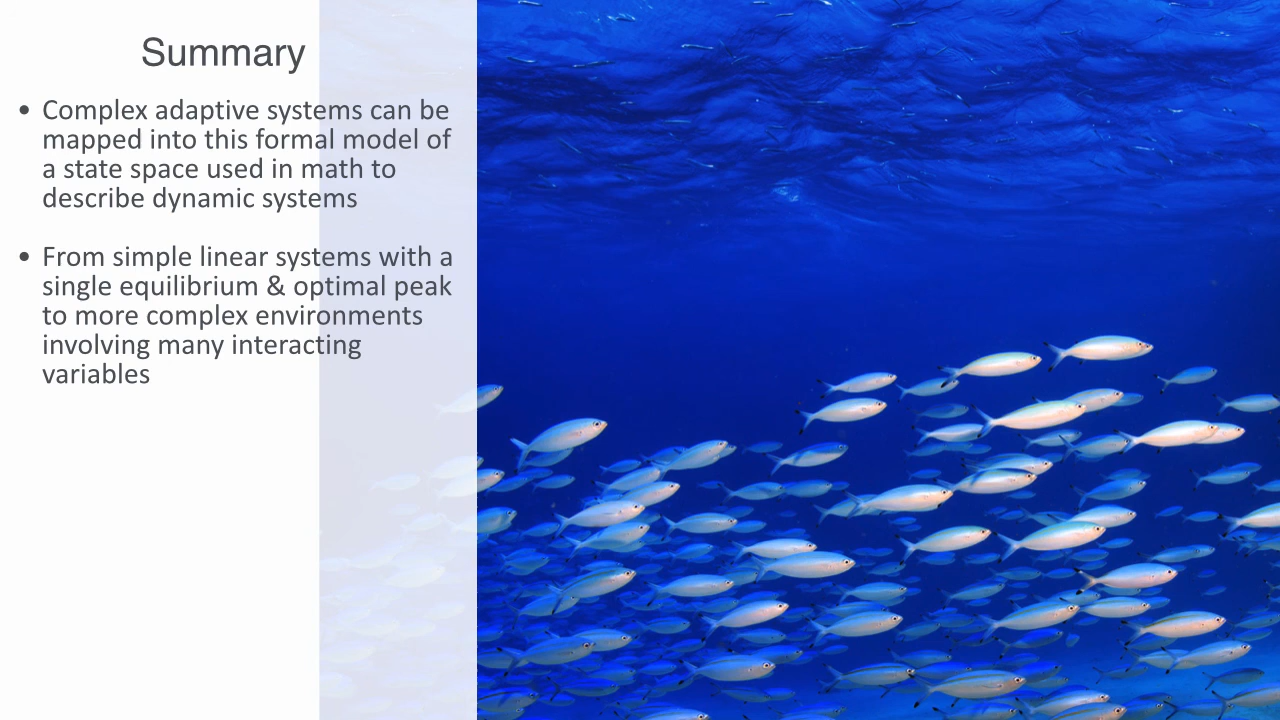 Summary
• Complex adaptive systems can be
mapped into this formal model of
a state space used in math to
describe dynamic systems
• From simple linear systems with a
single equilibrium & optimal peak
to more complex environments
involving many interacting
variables